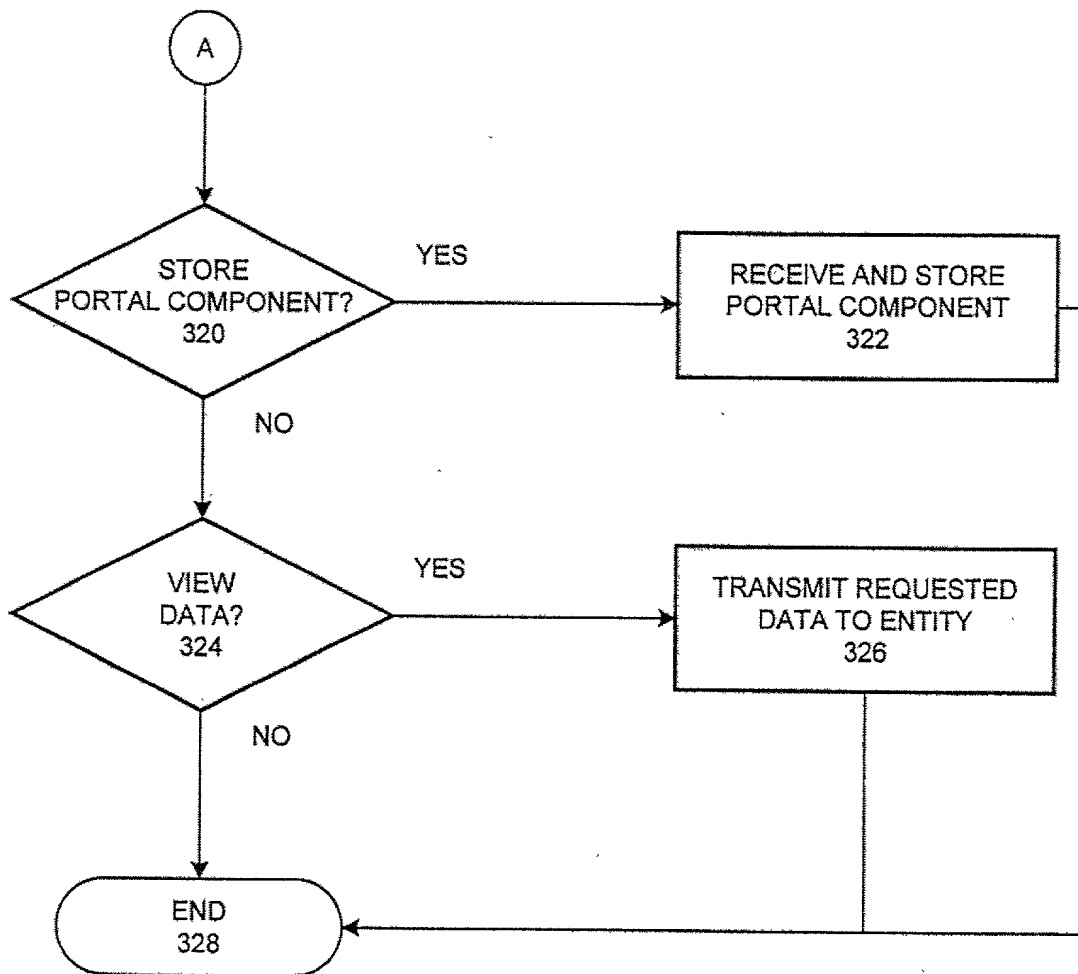 A
STORE
PORTAL COMPONENT?
320
YES
RECEIVE AND STORE
PORTAL COMPONENT
322
NO
VIEW
DATA?
324
YES
TRANSMIT REQUESTED
DATA TO ENTITY
326
NO
END
328